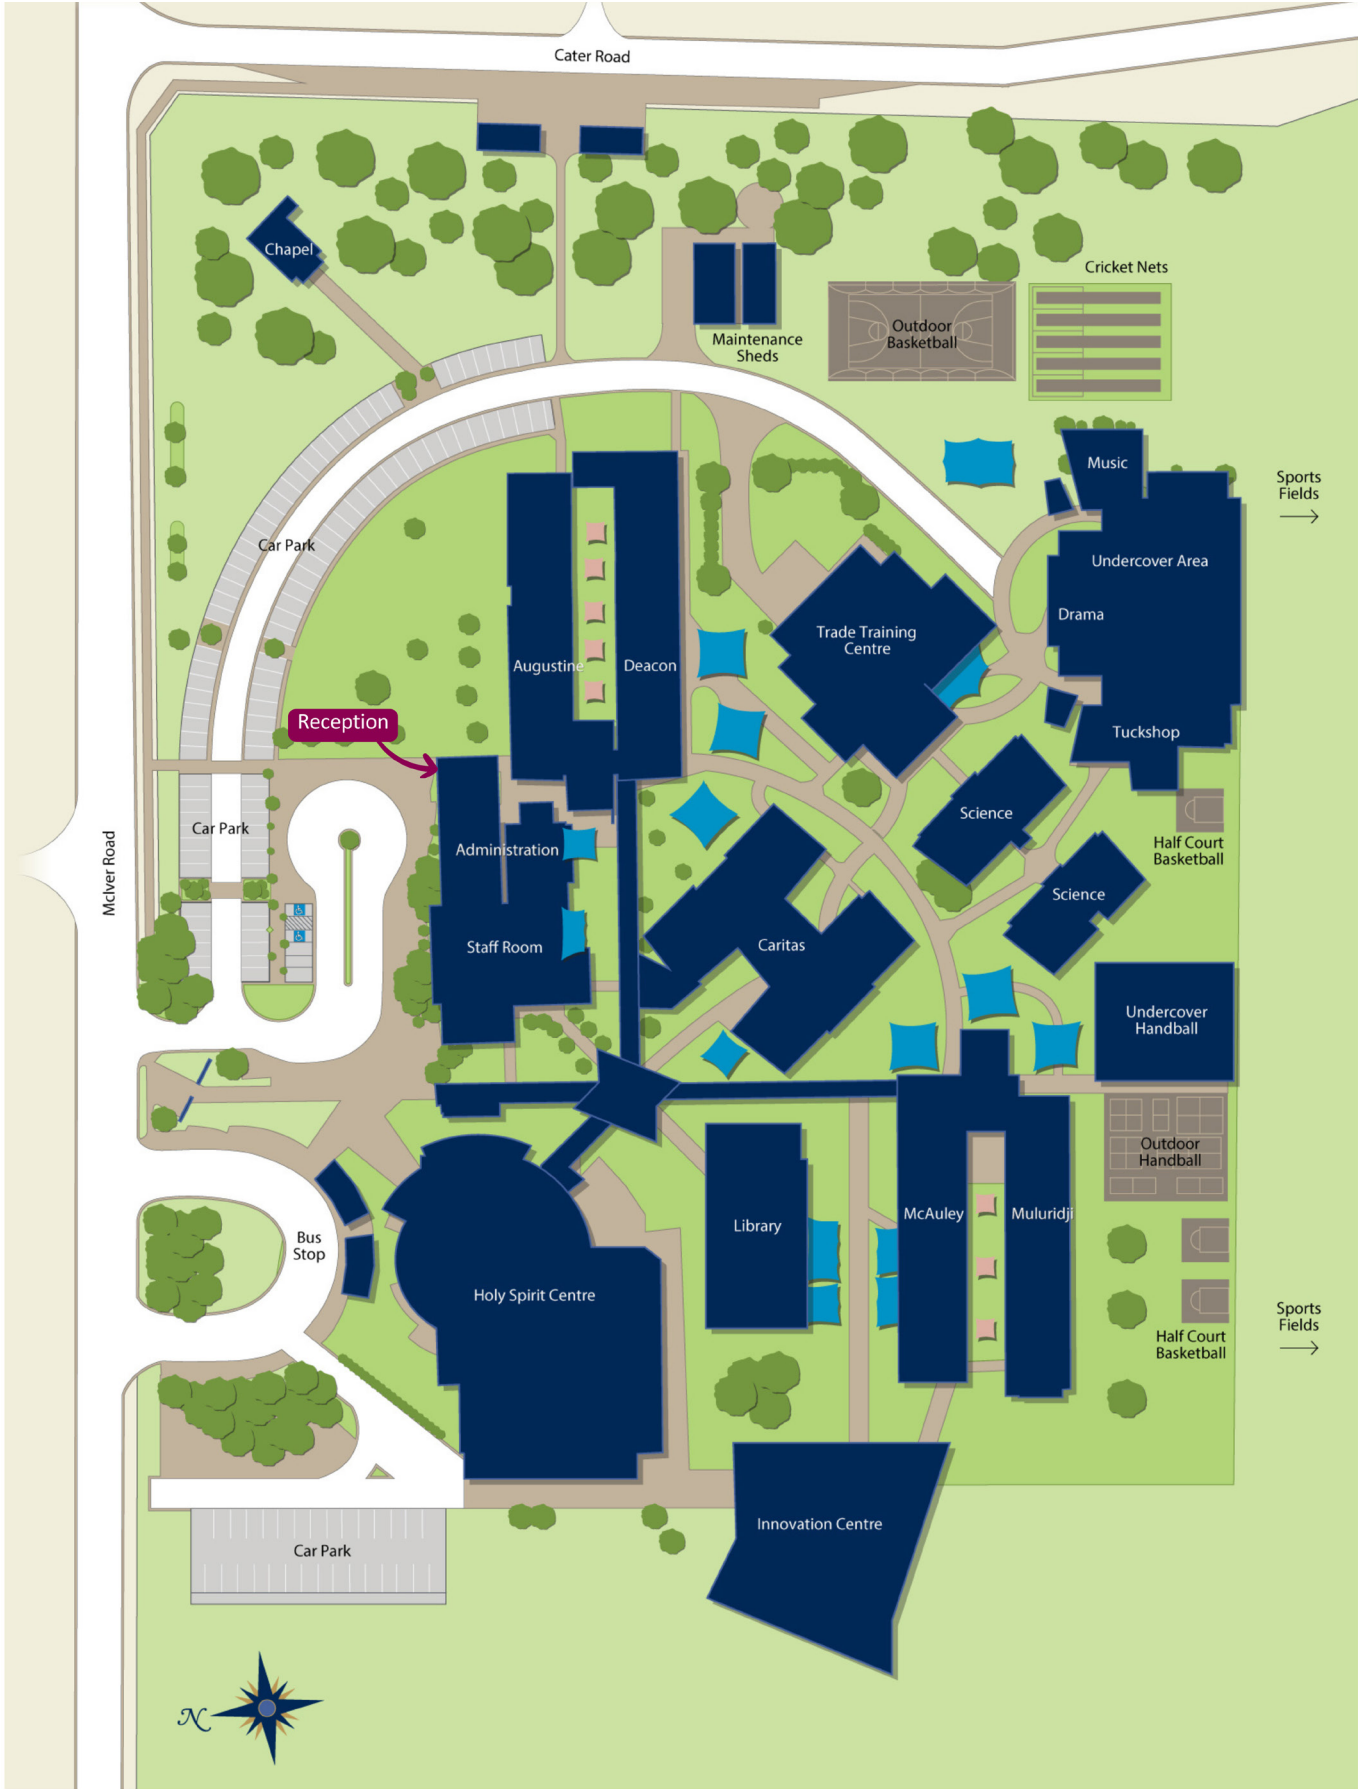 Cater Road
Chapel
Cricket Nets
Outdoor
Basketball
Maintenance
Sheds
Music
Sports
Fields
Car Park
Undercover Area
Drama
Trade Training
Centre
Augustine
Deacon
Reception
Tuckshop
Science
Car Park
Half Court
Basketball
McIver Road
Administration
Science
Staff Room
Caritas
Undercover
Handball
Outdoor
Handball
McAuley
Muluridji
Library
Bus
Stop
Holy Spirit Centre
Sports
Fields
Half Court
Basketball
Innovation Centre
Car Park
N